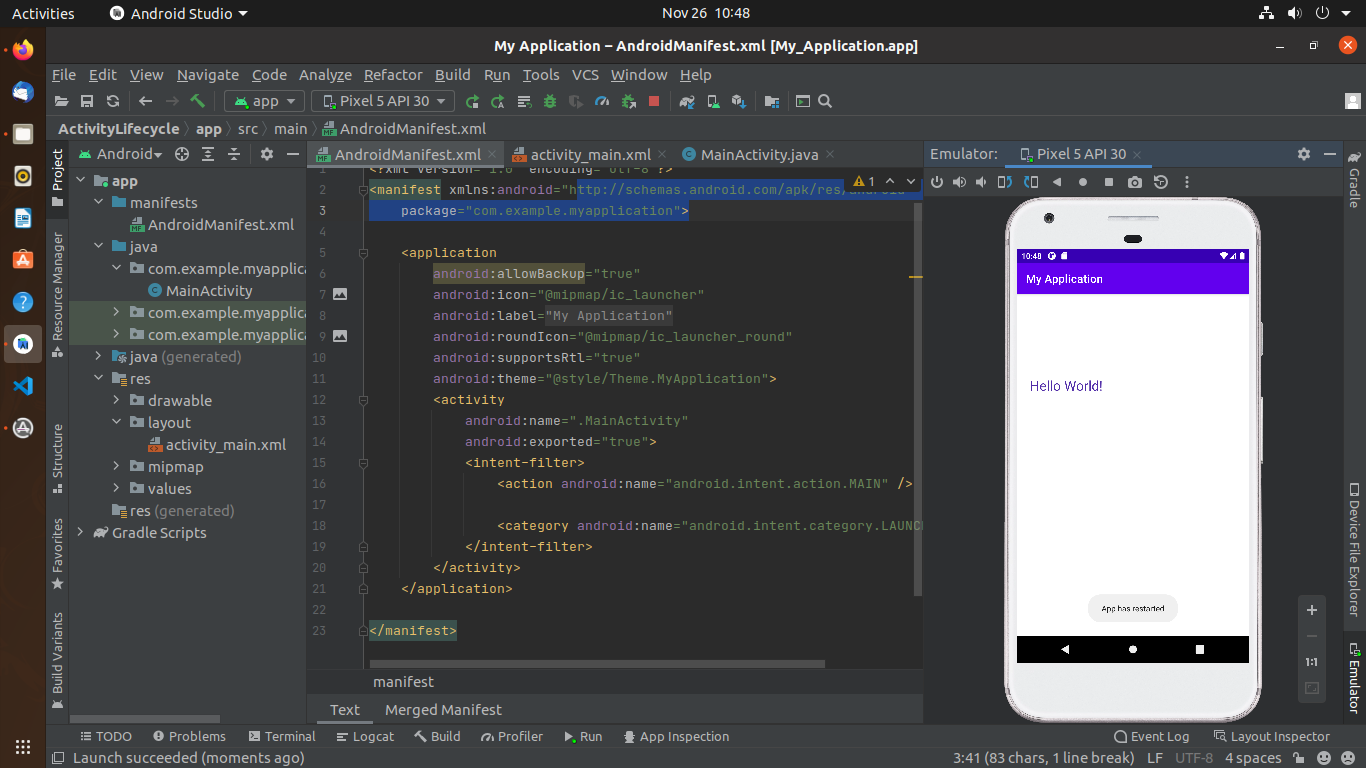 Activities Android Studio Nov 26 10:48
My Application – AndroidManifest.xml [My_Application.app]
File Edit View Navigate Code Analyze Refactor Build Run Tools VCS Window Help
app Pixel 5 API 30
ActivityLifecycle app src main AndroidManifest.xml
Project
Resource Manager
Structure
Favorites
Build Variants
Android
app
manifests
AndroidManifest.xml
java
com.example.myapplica
MainActivity
com.example.myapplica
com.example.myapplica
java (generated)
res
drawable
layout
activity_main.xml
mipmap
values
res (generated)
Gradle Scripts
AndroidManifest.xml activity_main.xml MainActivity.java
1 <?xml version="1.0" encoding="utf-8"?>
2 <manifest xmlns:android="http://schemas.android.com/apk/res/android"
3 package="com.example.myapplication">
4
5 <application
6 android:allowBackup="true"
7 android:icon="@mipmap/ic_launcher"
8 android:label="My Application"
9 android:roundIcon="@mipmap/ic_launcher_round"
10 android:supportsRtl="true"
11 android:theme="@style/Theme.MyApplication">
12 <activity
13 android:name=".MainActivity"
14 android:exported="true">
15 <intent-filter>
16 <action android:name="android.intent.action.MAIN" />
17
18 <category android:name="android.intent.category.LAUNC
19 </intent-filter>
20 </activity>
21 </application>
22
23 </manifest>
1
manifest
Text Merged Manifest
Emulator: Pixel 5 API 30
10:48
My Application
Hello World!
App has restarted
1:1
Gradle
Device File Explorer
Emulator
TODO Problems Terminal Logcat Build Profiler Run App Inspection Event Log Layout Inspector
Launch succeeded (moments ago) 3:41 (83 chars, 1 line break) LF UTF-8 4 spaces